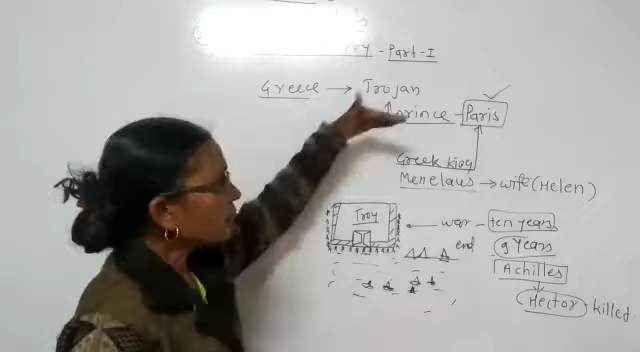 - Part-I
Greece → Trojan
prince - Paris
Greek king
Menelaus → wife (Helen)
Troy
war - ten years
end 9 years
Achilles
Hector - killed